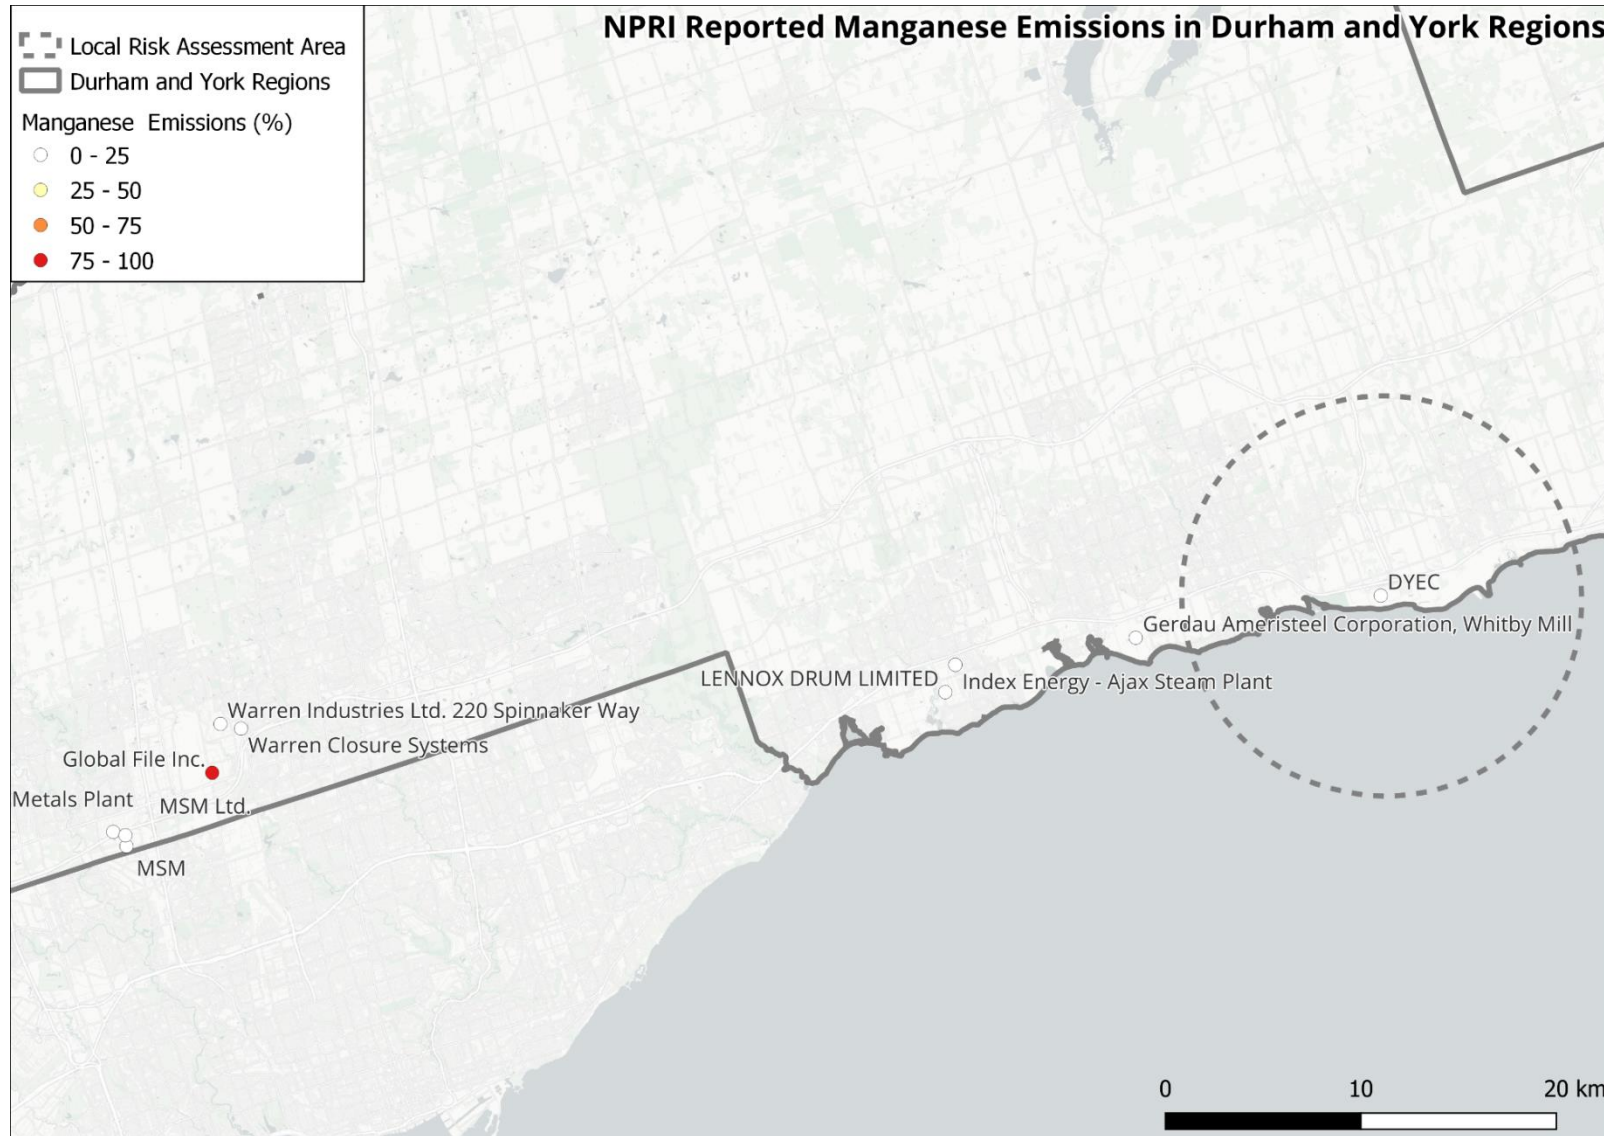 NPRI Reported Manganese Emissions in Durham and York Regions
Local Risk Assessment Area
Durham and York Regions
Manganese Emissions (%)
0 - 25
25 - 50
50 - 75
75 - 100
DYEC
Gerdau Ameristeel Corporation, Whitby Mill
LENNOX DRUM LIMITED
Index Energy - Ajax Steam Plant
Warren Industries Ltd. 220 Spinnaker Way
Warren Closure Systems
Global File Inc.
Metals Plant
MSM Ltd.
MSM
0 10 20 km